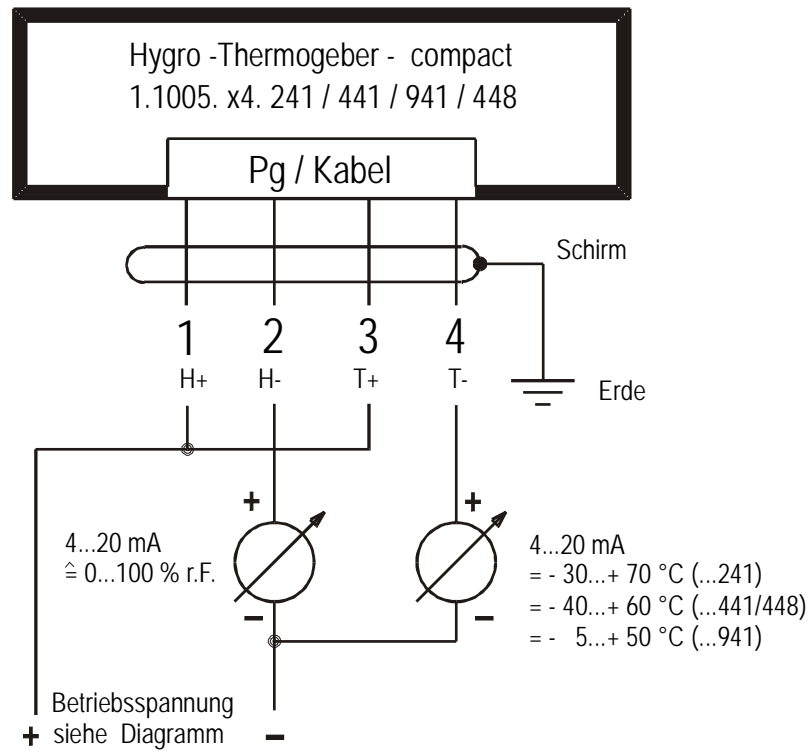 Hygro -Thermogeber - compact
1.1005. x4. 241 / 441 / 941 / 448
Pg / Kabel
Schirm
1 2 3 4
H+ H- T+ T-
Erde
+ +
4...20 mA
≙ 0...100 % r.F.
4...20 mA
= - 30...+ 70 °C (...241)
= - 40...+ 60 °C (...441/448)
= - 5...+ 50 °C (...941)
− −
Betriebsspannung
+ siehe Diagramm −